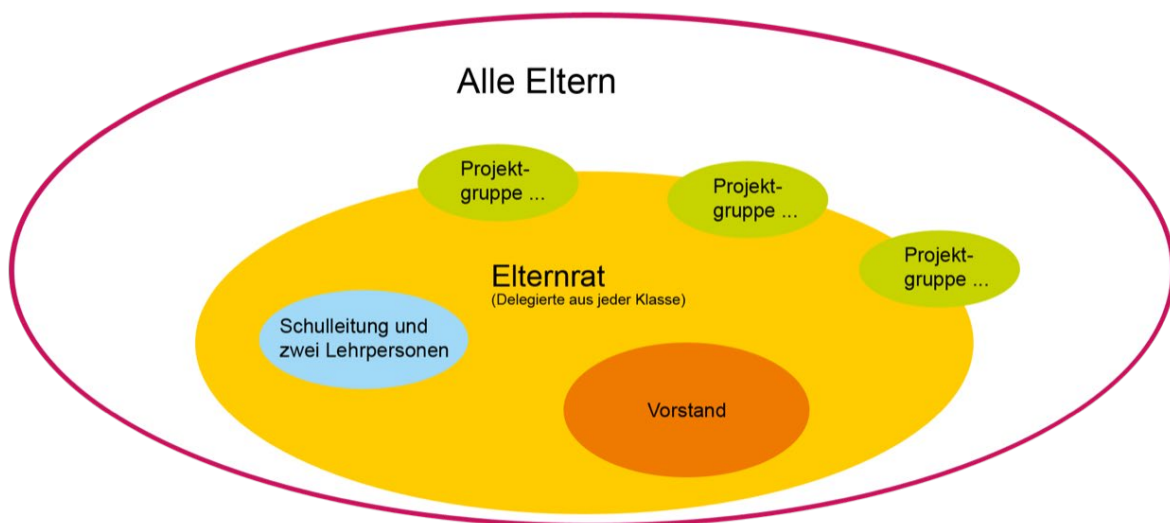 Alle Eltern
Projekt-
gruppe ...
Projekt-
gruppe ...
Projekt-
gruppe ...
Elternrat
(Delegierte aus jeder Klasse)
Schulleitung und
zwei Lehrpersonen
Vorstand